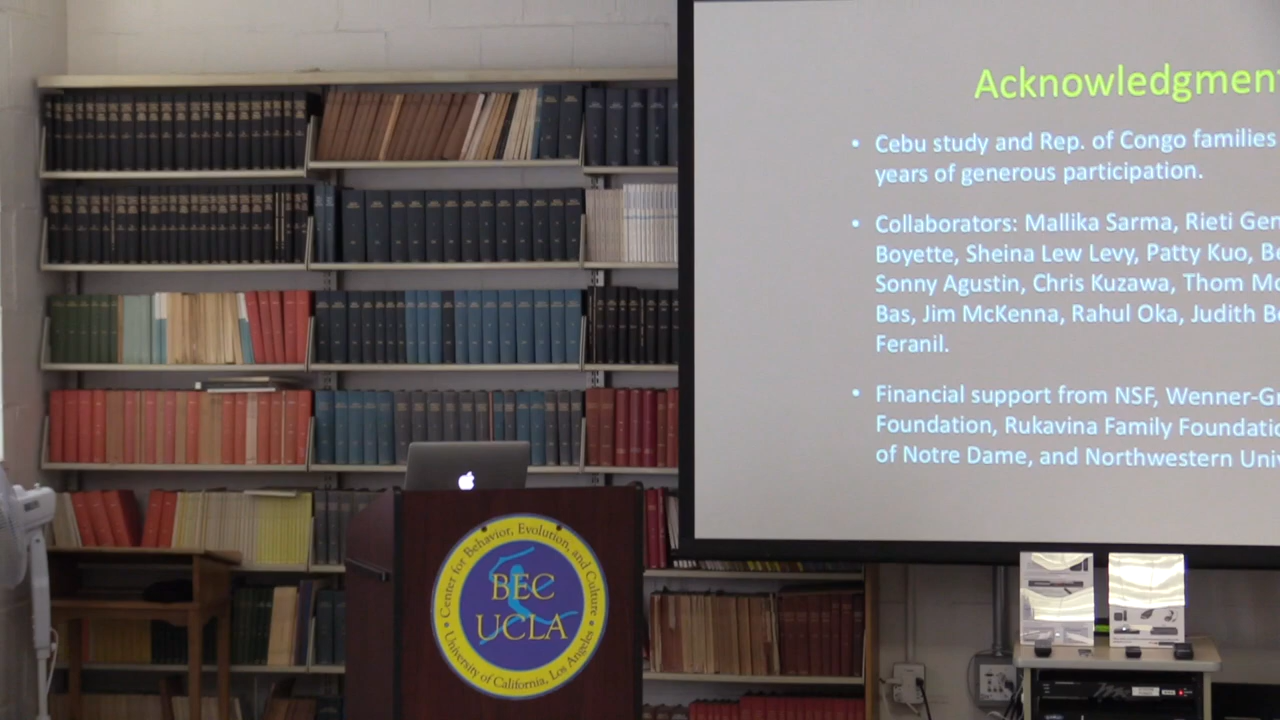 Acknowledgment
• Cebu study and Rep. of Congo families
years of generous participation.
• Collaborators: Mallika Sarma, Rieti Gen
Boyette, Sheina Lew Levy, Patty Kuo, Be
Sonny Agustin, Chris Kuzawa, Thom Mc
Bas, Jim McKenna, Rahul Oka, Judith Bo
Feranil.
• Financial support from NSF, Wenner-Gr
Foundation, Rukavina Family Foundatio
of Notre Dame, and Northwestern Univ
Center for Behavior, Evolution, and Culture
BEC
UCLA
• University of California, Los Angeles •